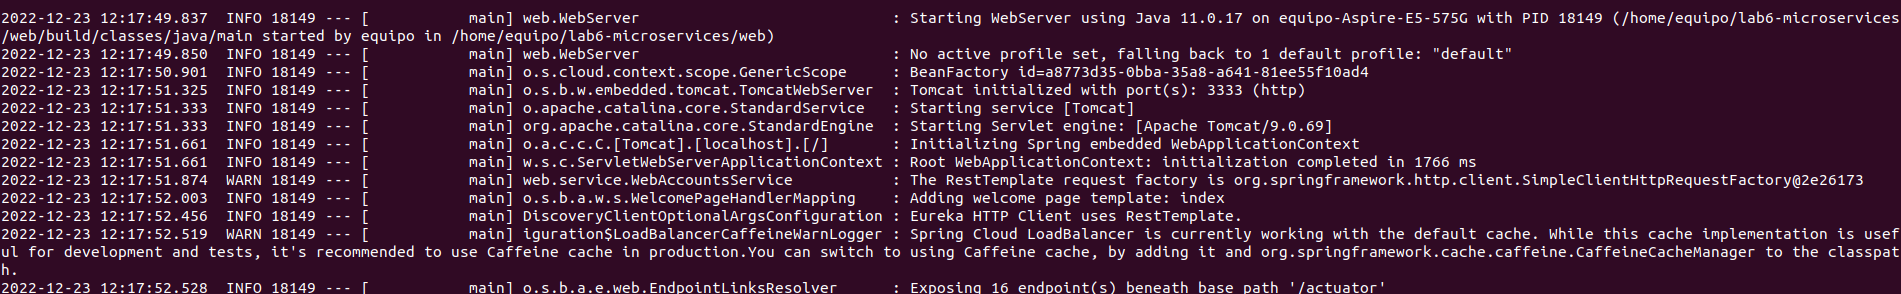 2022-12-23 12:17:49.837  INFO 18149 --- [           main] web.WebServer                            : Starting WebServer using Java 11.0.17 on equipo-Aspire-E5-575G with PID 18149 (/home/equipo/lab6-microservices
/web/build/classes/java/main started by equipo in /home/equipo/lab6-microservices/web)
2022-12-23 12:17:49.850  INFO 18149 --- [           main] web.WebServer                            : No active profile set, falling back to 1 default profile: "default"
2022-12-23 12:17:50.901  INFO 18149 --- [           main] o.s.cloud.context.scope.GenericScope     : BeanFactory id=a8773d35-0bba-35a8-a641-81ee55f10ad4
2022-12-23 12:17:51.325  INFO 18149 --- [           main] o.s.b.w.embedded.tomcat.TomcatWebServer  : Tomcat initialized with port(s): 3333 (http)
2022-12-23 12:17:51.333  INFO 18149 --- [           main] o.apache.catalina.core.StandardService   : Starting service [Tomcat]
2022-12-23 12:17:51.333  INFO 18149 --- [           main] org.apache.catalina.core.StandardEngine  : Starting Servlet engine: [Apache Tomcat/9.0.69]
2022-12-23 12:17:51.661  INFO 18149 --- [           main] o.a.c.c.C.[Tomcat].[localhost].[/]       : Initializing Spring embedded WebApplicationContext
2022-12-23 12:17:51.661  INFO 18149 --- [           main] w.s.c.ServletWebServerApplicationContext : Root WebApplicationContext: initialization completed in 1766 ms
2022-12-23 12:17:51.874  WARN 18149 --- [           main] web.service.WebAccountsService           : The RestTemplate request factory is org.springframework.http.client.SimpleClientHttpRequestFactory@2e26173
2022-12-23 12:17:52.003  INFO 18149 --- [           main] o.s.b.a.w.s.WelcomePageHandlerMapping    : Adding welcome page template: index
2022-12-23 12:17:52.456  INFO 18149 --- [           main] DiscoveryClientOptionalArgsConfiguration : Eureka HTTP Client uses RestTemplate.
2022-12-23 12:17:52.519  WARN 18149 --- [           main] iguration$LoadBalancerCaffeineWarnLogger : Spring Cloud LoadBalancer is currently working with the default cache. While this cache implementation is usef
ul for development and tests, it's recommended to use Caffeine cache in production.You can switch to using Caffeine cache, by adding it and org.springframework.cache.caffeine.CaffeineCacheManager to the classpat
h.
2022-12-23 12:17:52.528  INFO 18149 --- [           main] o.s.b.a.e.web.EndpointLinksResolver      : Exposing 16 endpoint(s) beneath base path '/actuator'